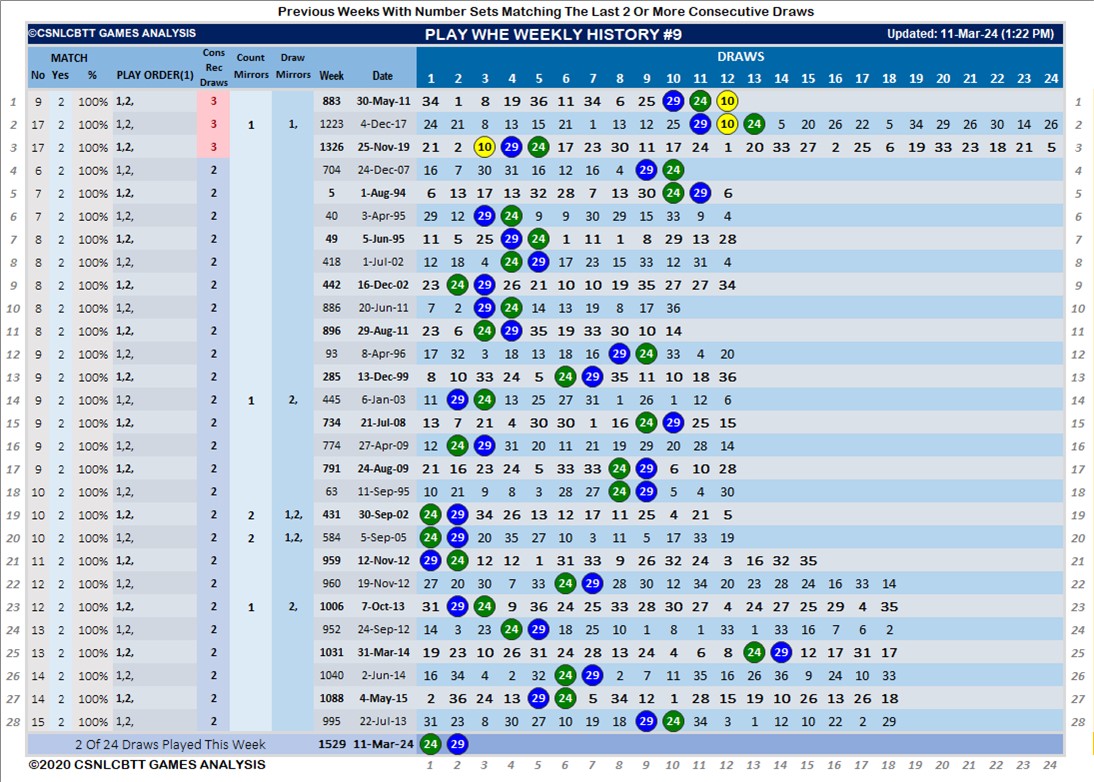 Previous Weeks With Number Sets Matching The Last 2 Or More Consecutive Draws
©CSNLCBTT GAMES ANALYSIS PLAY WHE WEEKLY HISTORY #9 Updated: 11-Mar-24 (1:22 PM)
MATCH Cons Count Draw DRAWS
No Yes % PLAY ORDER(1) Rec Draws Mirrors Mirrors Week Date 1 2 3 4 5 6 7 8 9 10 11 12 13 14 15 16 17 18 19 20 21 22 23 24
1 9 2 100% 1,2, 3 883 30-May-11 34 1 8 19 36 11 34 6 25 29 24 10 1
2 17 2 100% 1,2, 3 1 1, 1223 4-Dec-17 24 21 8 13 15 21 1 13 12 25 29 10 24 5 20 26 22 5 34 29 26 30 14 26 2
3 17 2 100% 1,2, 3 1326 25-Nov-19 21 2 10 29 24 17 23 30 11 17 24 1 20 33 27 2 25 6 19 33 23 18 21 5 3
4 6 2 100% 1,2, 2 704 24-Dec-07 16 7 30 31 16 12 16 4 29 24 4
5 7 2 100% 1,2, 2 5 1-Aug-94 6 13 17 13 32 28 7 13 30 24 29 6 5
6 7 2 100% 1,2, 2 40 3-Apr-95 29 12 29 24 9 9 30 29 15 33 9 4 6
7 8 2 100% 1,2, 2 49 5-Jun-95 11 5 25 29 24 1 11 1 8 29 13 28 7
8 8 2 100% 1,2, 2 418 1-Jul-02 12 18 4 24 29 17 23 15 33 12 31 4 8
9 8 2 100% 1,2, 2 442 16-Dec-02 23 24 29 26 21 10 10 19 35 27 27 34 9
10 8 2 100% 1,2, 2 886 20-Jun-11 7 2 29 24 14 13 19 8 17 36 10
11 8 2 100% 1,2, 2 896 29-Aug-11 23 6 24 29 35 19 33 30 10 14 11
12 9 2 100% 1,2, 2 93 8-Apr-96 17 32 3 18 13 18 16 29 24 33 4 20 12
13 9 2 100% 1,2, 2 285 13-Dec-99 8 10 33 24 5 24 29 35 11 10 18 36 13
14 9 2 100% 1,2, 2 1 2, 445 6-Jan-03 11 29 24 13 25 27 31 1 26 1 12 6 14
15 9 2 100% 1,2, 2 734 21-Jul-08 13 7 21 4 30 30 1 16 24 29 25 15 15
16 9 2 100% 1,2, 2 774 27-Apr-09 12 24 29 31 20 11 21 19 29 20 28 14 16
17 9 2 100% 1,2, 2 791 24-Aug-09 21 16 23 24 5 33 33 24 29 6 10 28 17
18 10 2 100% 1,2, 2 63 11-Sep-95 10 21 9 8 3 28 27 24 29 5 4 30 18
19 10 2 100% 1,2, 2 2 1,2, 431 30-Sep-02 24 29 34 26 13 12 17 11 25 4 21 5 19
20 10 2 100% 1,2, 2 2 1,2, 584 5-Sep-05 24 29 20 35 27 10 3 11 5 17 33 19 20
21 11 2 100% 1,2, 2 959 12-Nov-12 29 24 12 12 1 31 33 9 26 32 24 3 16 32 35 21
22 12 2 100% 1,2, 2 960 19-Nov-12 27 20 30 7 33 24 29 28 30 12 34 20 23 28 24 16 33 14 22
23 12 2 100% 1,2, 2 1 2, 1006 7-Oct-13 31 29 24 9 36 24 25 33 28 30 27 4 24 27 25 29 4 35 23
24 13 2 100% 1,2, 2 952 24-Sep-12 14 3 23 24 29 18 25 10 1 8 1 33 1 33 16 7 6 2 24
25 13 2 100% 1,2, 2 1031 31-Mar-14 19 23 10 26 31 24 28 13 24 4 6 8 24 29 12 17 31 17 25
26 14 2 100% 1,2, 2 1040 2-Jun-14 16 34 4 2 32 24 29 2 7 11 35 16 26 36 9 24 10 33 26
27 14 2 100% 1,2, 2 1088 4-May-15 2 36 24 13 29 24 5 34 12 1 28 15 19 10 26 13 26 18 27
28 15 2 100% 1,2, 2 995 22-Jul-13 31 23 8 30 27 10 19 18 29 24 34 3 1 12 10 22 2 29 28
2 Of 24 Draws Played This Week 1529 11-Mar-24 24 29
©2020 CSNLCBTT GAMES ANALYSIS 1 2 3 4 5 6 7 8 9 10 11 12 13 14 15 16 17 18 19 20 21 22 23 24